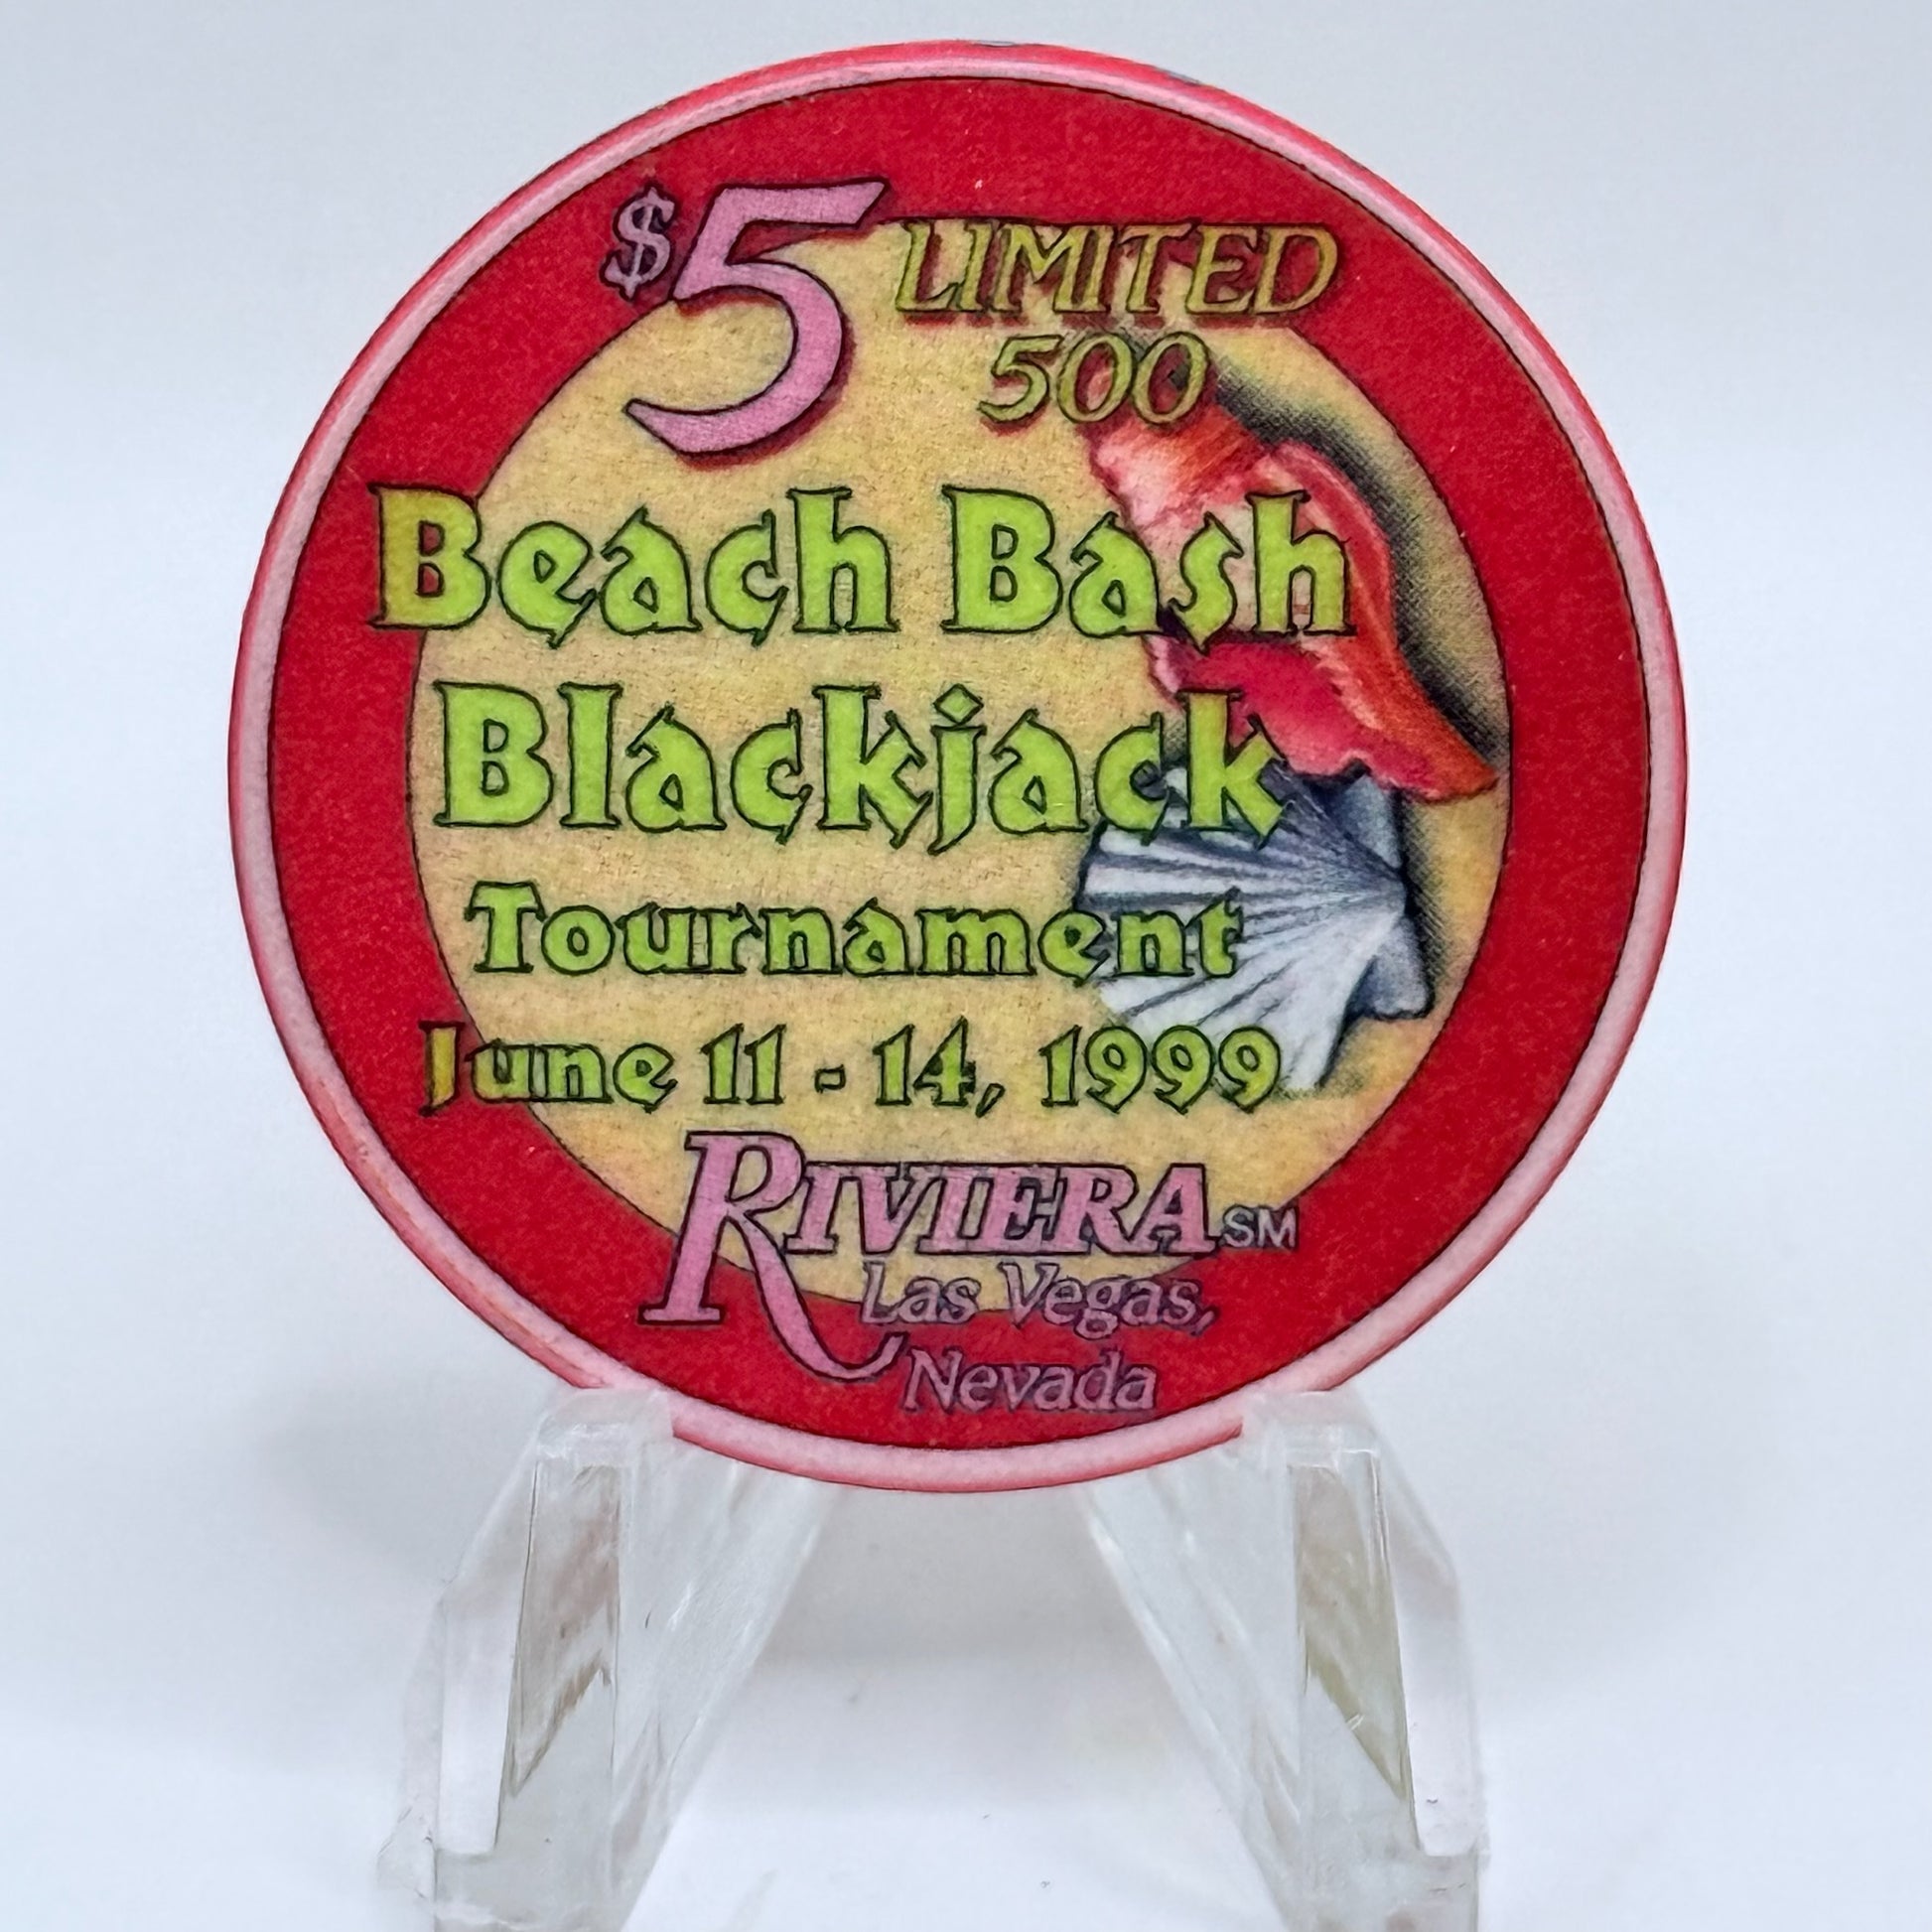 $5 LIMITED
500
Beach Bash
Blackjack
Tournament
June 11 - 14, 1999
RIVIERA SM
Las Vegas,
Nevada